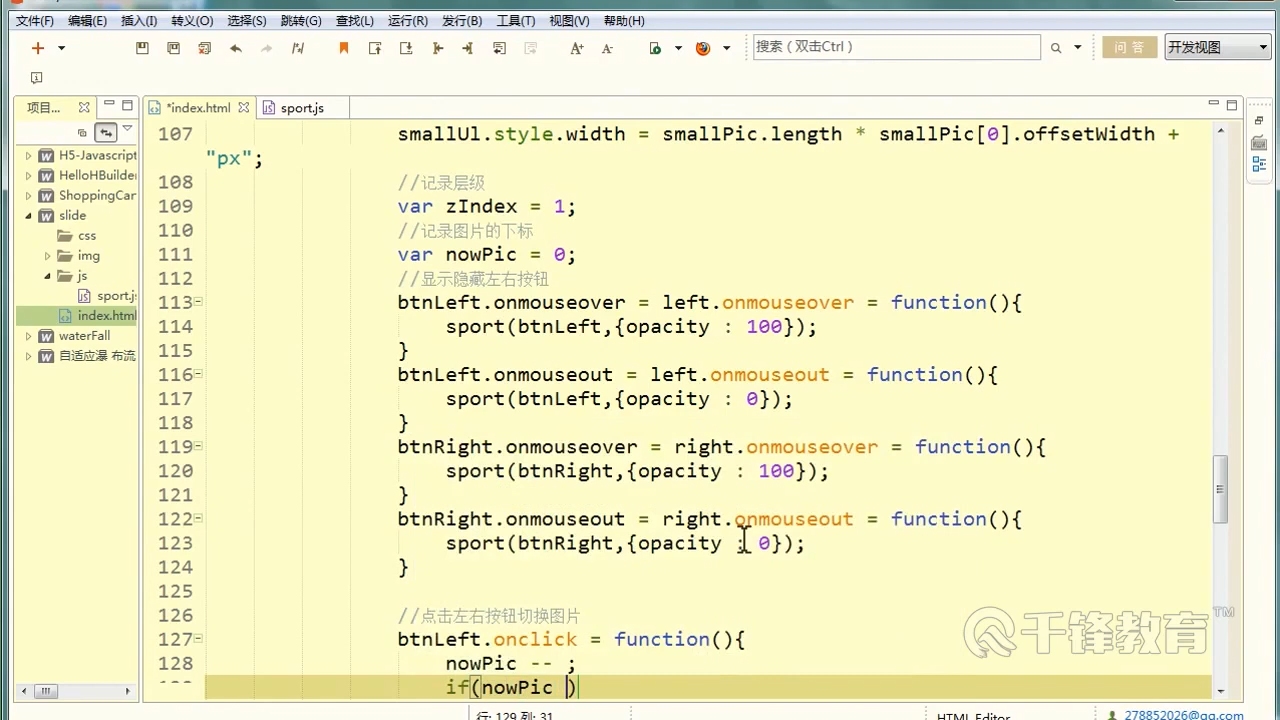 文件(F) 编辑(E) 插入(I) 转义(O) 选择(S) 跳转(G) 查找(L) 运行(R) 发行(B) 工具(T) 视图(V) 帮助(H)
搜索（双击Ctrl） 问 答 开发视图
项目... *index.html sport.js
H5-Javascript
HelloHBuilder
ShoppingCar
slide
css
img
js
sport.js
index.html
waterFall
自适应瀑 布流
107 smallUl.style.width = smallPic.length * smallPic[0].offsetWidth +
"px";
108 //记录层级
109 var zIndex = 1;
110 //记录图片的下标
111 var nowPic = 0;
112 //显示隐藏左右按钮
113 btnLeft.onmouseover = left.onmouseover = function(){
114 sport(btnLeft,{opacity : 100});
115 }
116 btnLeft.onmouseout = left.onmouseout = function(){
117 sport(btnLeft,{opacity : 0});
118 }
119 btnRight.onmouseover = right.onmouseover = function(){
120 sport(btnRight,{opacity : 100});
121 }
122 btnRight.onmouseout = right.onmouseout = function(){
123 sport(btnRight,{opacity : 0});
124 }
125
126 //点击左右按钮切换图片
127 btnLeft.onclick = function(){
128 nowPic -- ;
129 if(nowPic )
千锋教育™
行: 129 列: 31 HTML Editor 278852026@qq.com